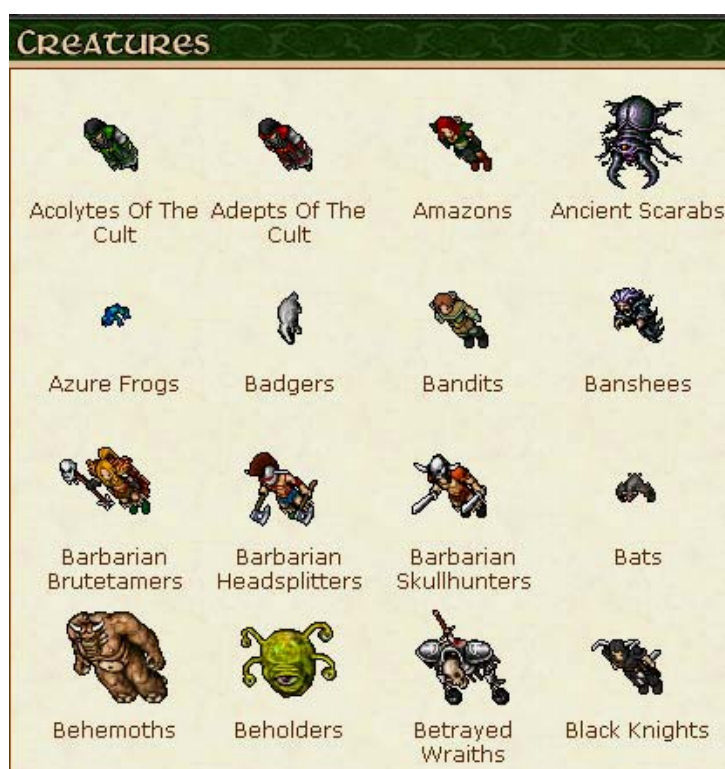 Creatures
Acolytes Of The Cult
Adepts Of The Cult
Amazons
Ancient Scarabs
Azure Frogs
Badgers
Bandits
Banshees
Barbarian Brutetamers
Barbarian Headsplitters
Barbarian Skullhunters
Bats
Behemoths
Beholders
Betrayed Wraiths
Black Knights